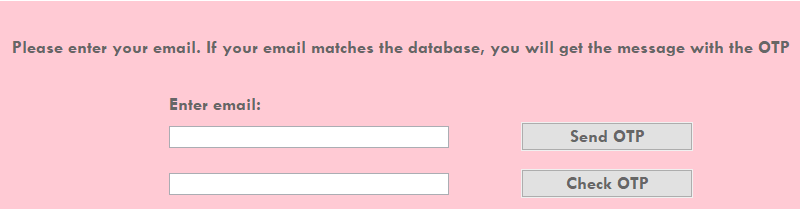 Please enter your email. If your email matches the database, you will get the message with the OTP
Enter email:
Send OTP
Check OTP